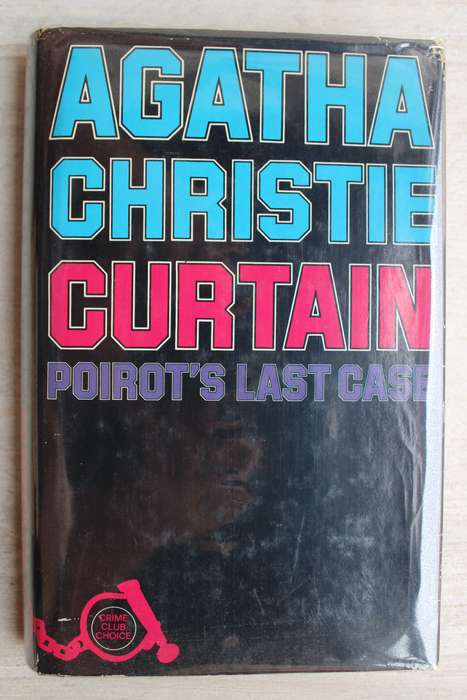 AGATHA
CHRISTIE
CURTAIN
POIROT'S LAST CASE
CRIME
CLUB
CHOICE